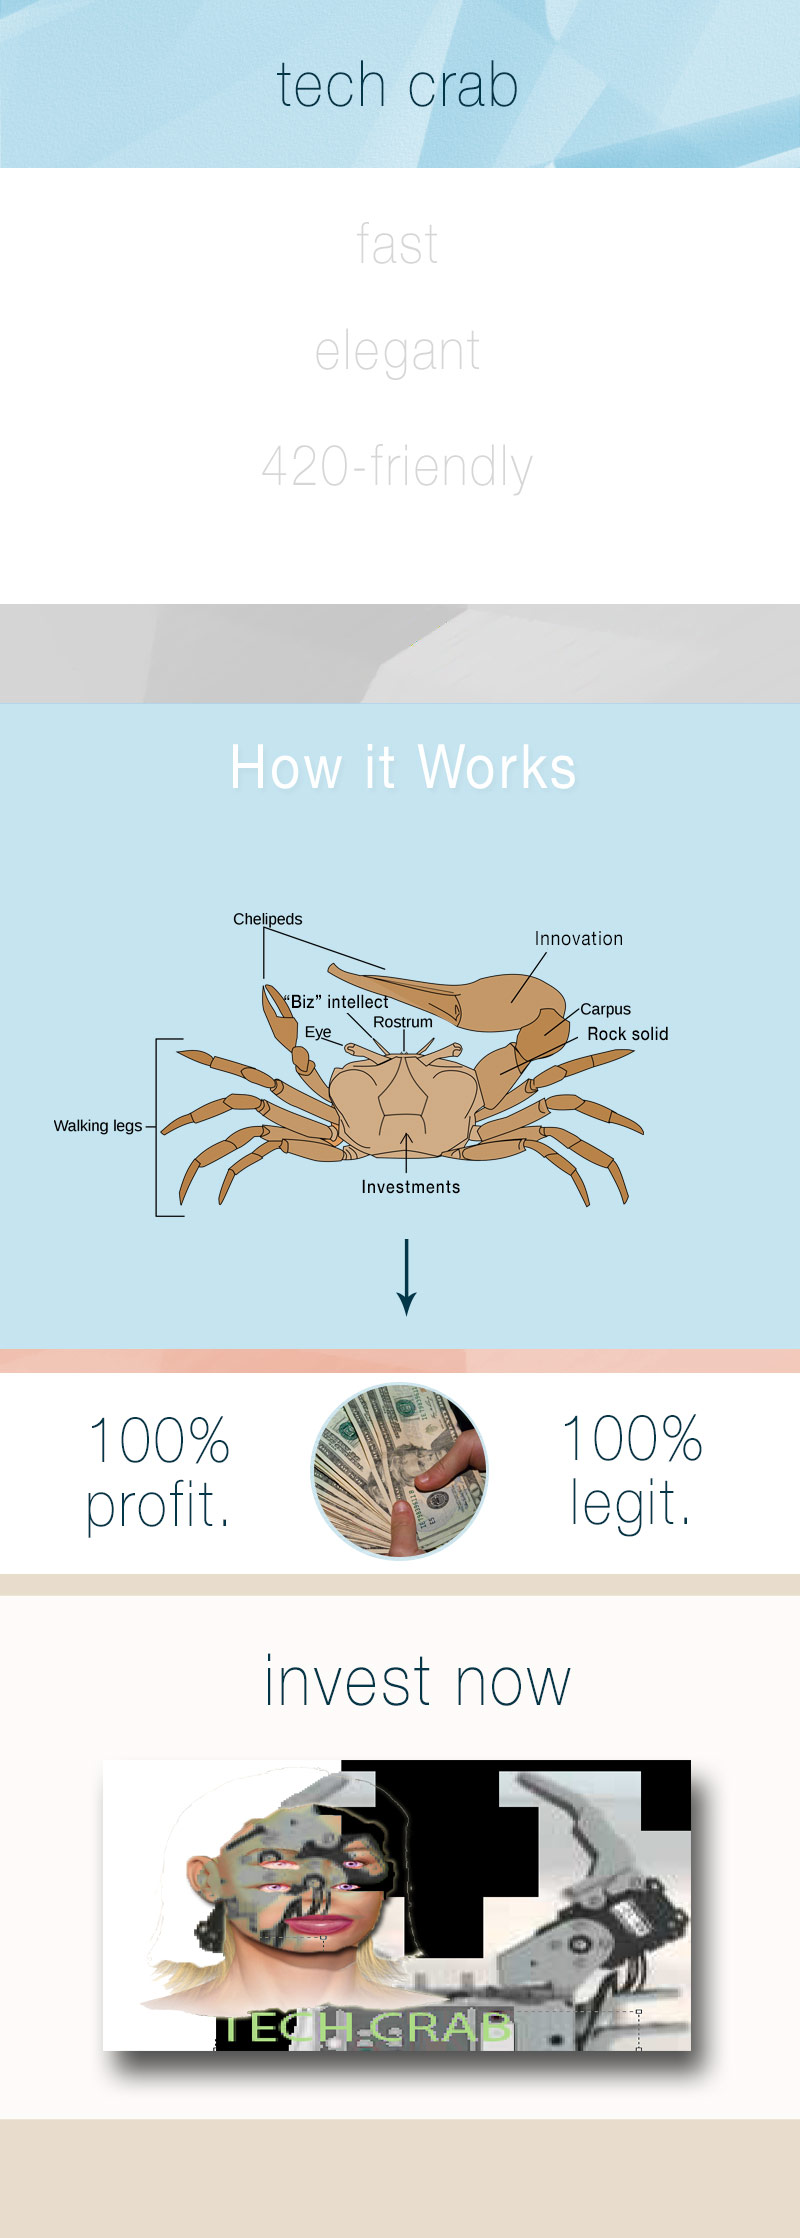 tech crab
fast
elegant
420-friendly
How it Works
Chelipeds
Innovation
“Biz” intellect
Carpus
Rostrum
Eye
Rock solid
Walking legs
Investments
100%
profit.
100%
legit.
invest now
TECH CRAB